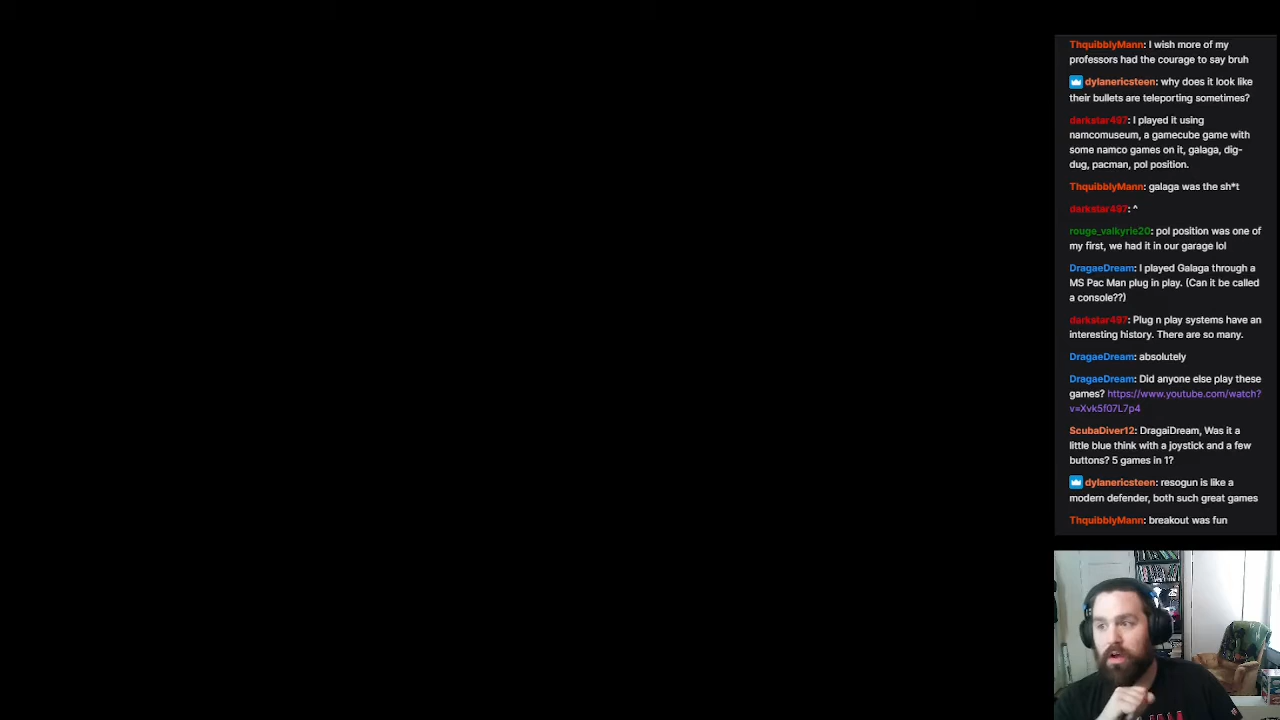 ThquibblyMann: I wish more of my
professors had the courage to say bruh
dylanericsteen: why does it look like
their bullets are teleporting sometimes?
darkstar497: I played it using
namcomuseum, a gamecube game with
some namco games on it, galaga, dig-
dug, pacman, pol position.
ThquibblyMann: galaga was the sh*t
darkstar497: ^
rouge_valkyrie20: pol position was one of
my first, we had it in our garage lol
DragaeDream: I played Galaga through a
MS Pac Man plug in play. (Can it be called
a console??)
darkstar497: Plug n play systems have an
interesting history. There are so many.
DragaeDream: absolutely
DragaeDream: Did anyone else play these
games? https://www.youtube.com/watch?
v=Xvk5f07L7p4
ScubaDiver12: DragaiDream, Was it a
little blue think with a joystick and a few
buttons? 5 games in 1?
dylanericsteen: resogun is like a
modern defender, both such great games
ThquibblyMann: breakout was fun